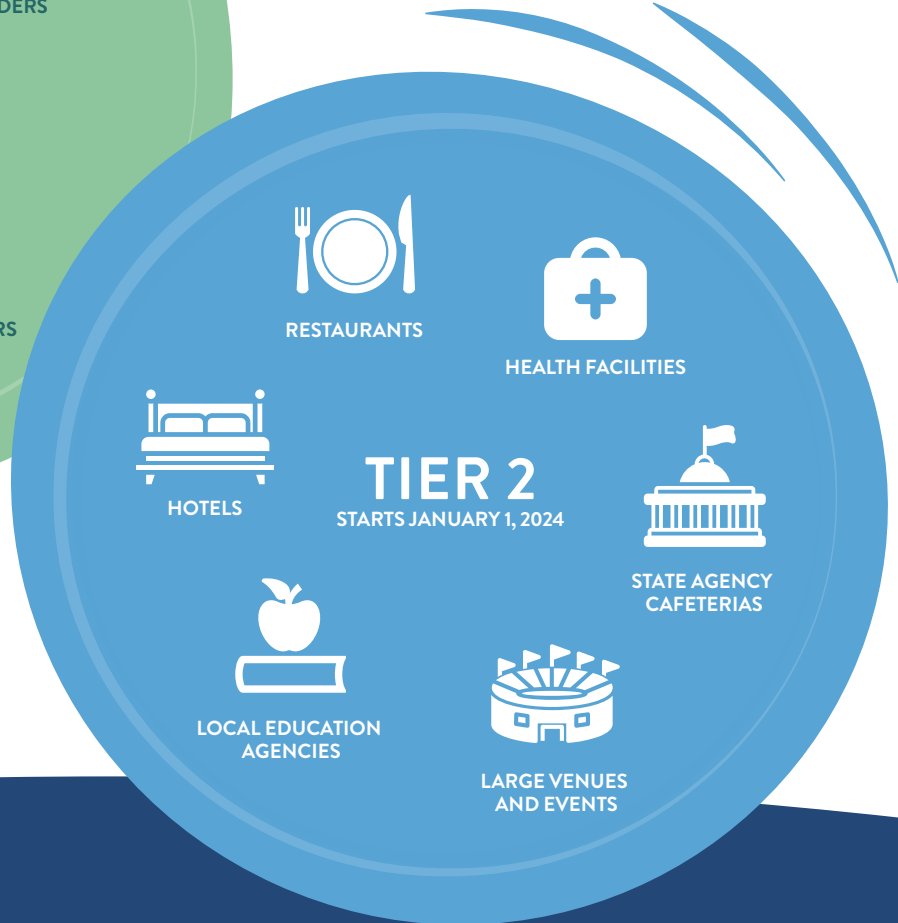 DERS
RS
RESTAURANTS
HEALTH FACILITIES
HOTELS
TIER 2
STARTS JANUARY 1, 2024
STATE AGENCY
CAFETERIAS
LOCAL EDUCATION
AGENCIES
LARGE VENUES
AND EVENTS